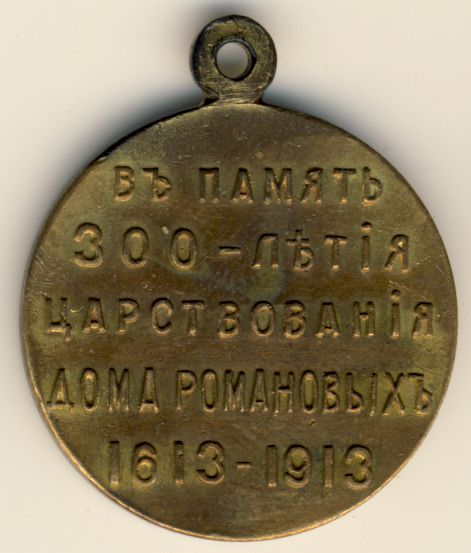 ВЪ ПАМЯТЬ
300-ЛѢТІЯ
ЦАРСТВОВАНІЯ
ДОМА РОМАНОВЫХЪ
1613-1913